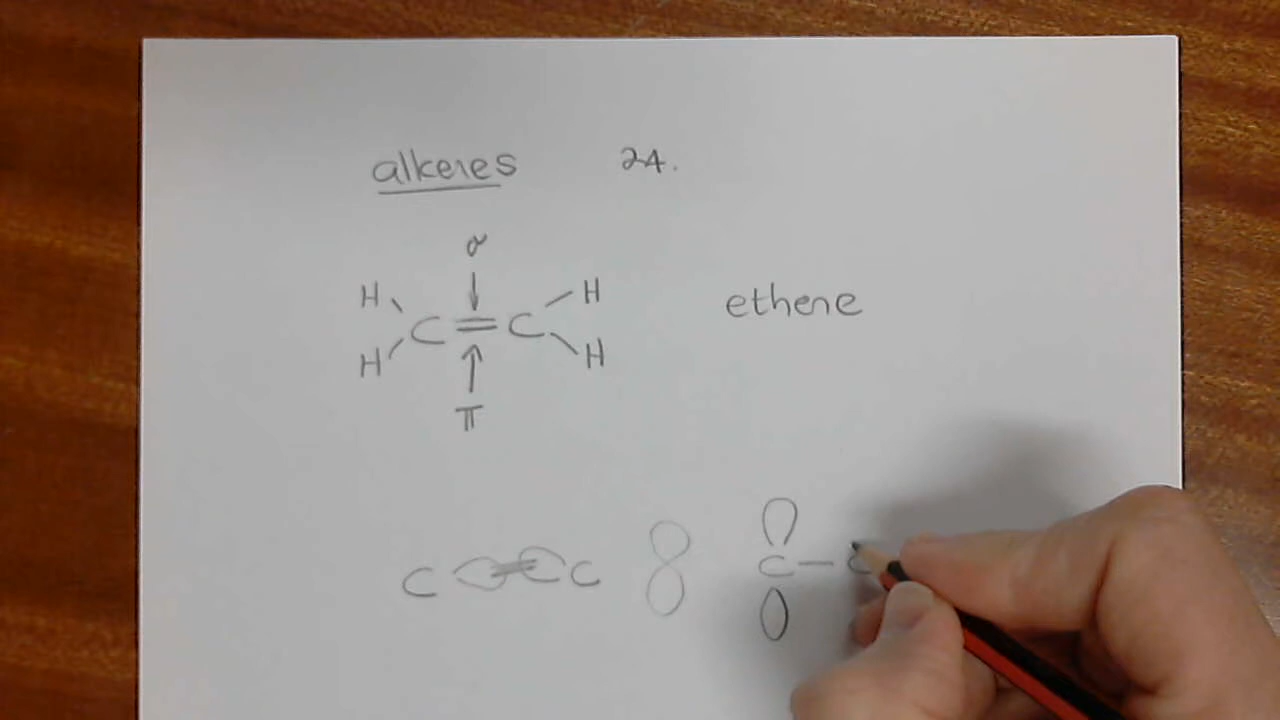 alkenes 24.
σ
H H
C = C ethene
H H
π
C C C – C